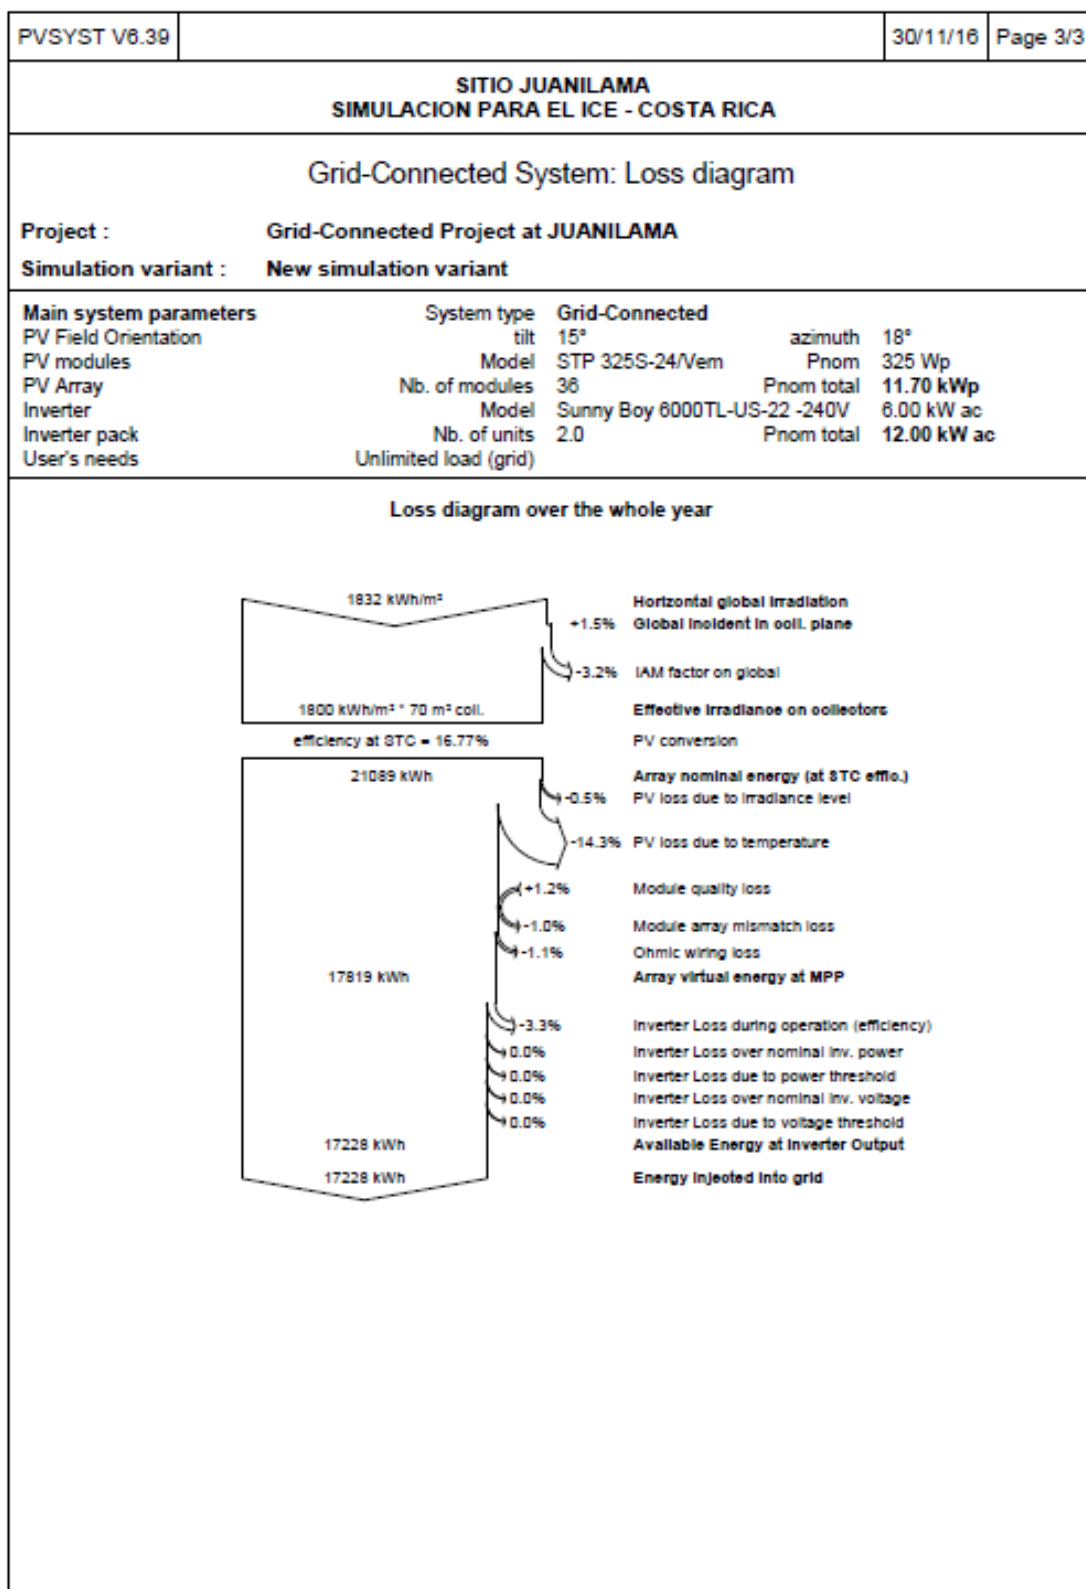 PVSYST V6.39 30/11/16 Page 3/3
SITIO JUANILAMA
SIMULACION PARA EL ICE - COSTA RICA
Grid-Connected System: Loss diagram
Project : Grid-Connected Project at JUANILAMA
Simulation variant : New simulation variant
Main system parameters System type Grid-Connected
PV Field Orientation tilt 15° azimuth 18°
PV modules Model STP 325S-24/Vem Pnom 325 Wp
PV Array Nb. of modules 36 Pnom total 11.70 kWp
Inverter Model Sunny Boy 6000TL-US-22 -240V 6.00 kW ac
Inverter pack Nb. of units 2.0 Pnom total 12.00 kW ac
User's needs Unlimited load (grid)
Loss diagram over the whole year
1832 kWh/m² Horizontal global irradiation
+1.5% Global incident in coll. plane
-3.2% IAM factor on global
1800 kWh/m² * 70 m² coll. Effective irradiance on collectors
efficiency at STC = 16.77% PV conversion
21089 kWh Array nominal energy (at STC effic.)
-0.5% PV loss due to irradiance level
-14.3% PV loss due to temperature
+1.2% Module quality loss
-1.0% Module array mismatch loss
-1.1% Ohmic wiring loss
17819 kWh Array virtual energy at MPP
-3.3% Inverter Loss during operation (efficiency)
0.0% Inverter Loss over nominal inv. power
0.0% Inverter Loss due to power threshold
0.0% Inverter Loss over nominal inv. voltage
0.0% Inverter Loss due to voltage threshold
17228 kWh Available Energy at Inverter Output
17228 kWh Energy injected into grid